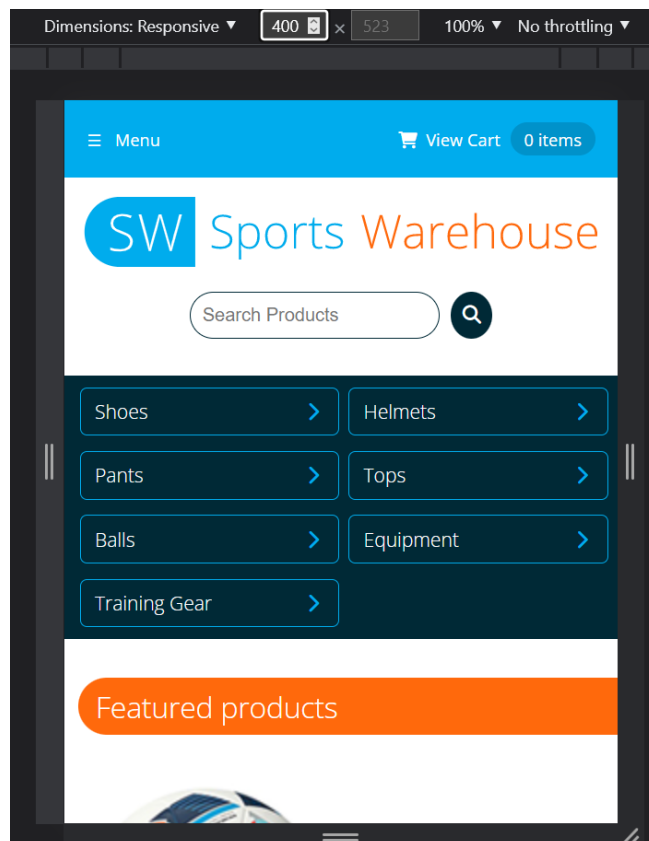 Dimensions: Responsive ▼ 400 × 523 100% ▼ No throttling ▼
☰ Menu View Cart 0 items
SW Sports Warehouse
Search Products
Shoes Helmets
Pants Tops
Balls Equipment
Training Gear
Featured products